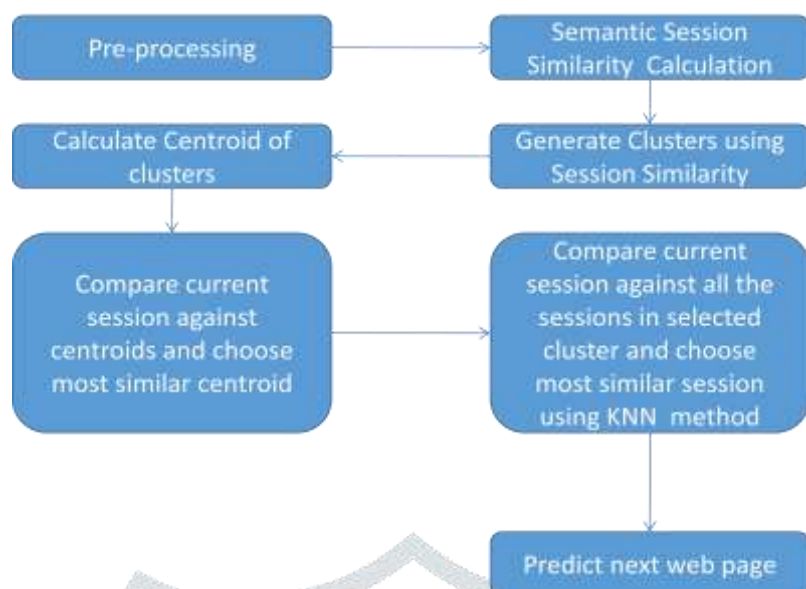 Pre-processing
Semantic Session
Similarity Calculation
Calculate Centroid of
clusters
Generate Clusters using
Session Similarity
Compare current
session against
centroids and choose
most similar centroid
Compare current
session against all the
sessions in selected
cluster and choose
most similar session
using KNN method
Predict next web page